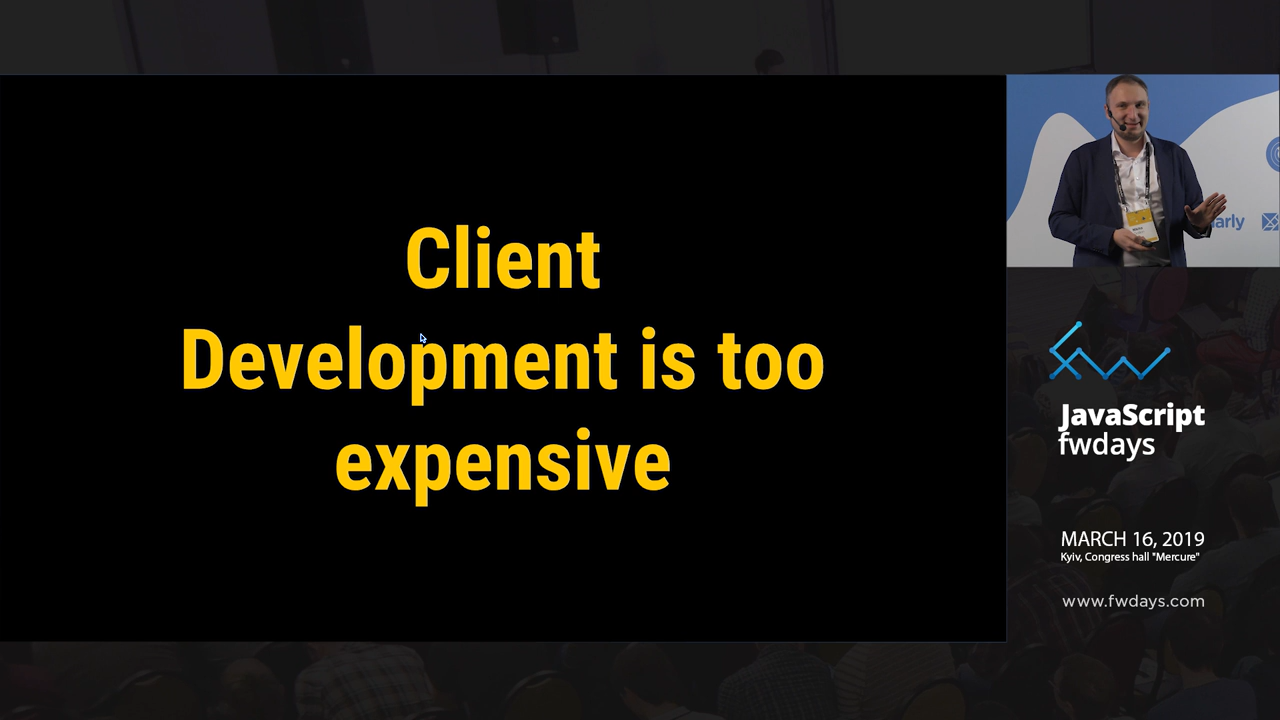 Client
Development is too
expensive
JavaScript
fwdays
MARCH 16, 2019
Kyiv, Congress hall "Mercure"
www.fwdays.com